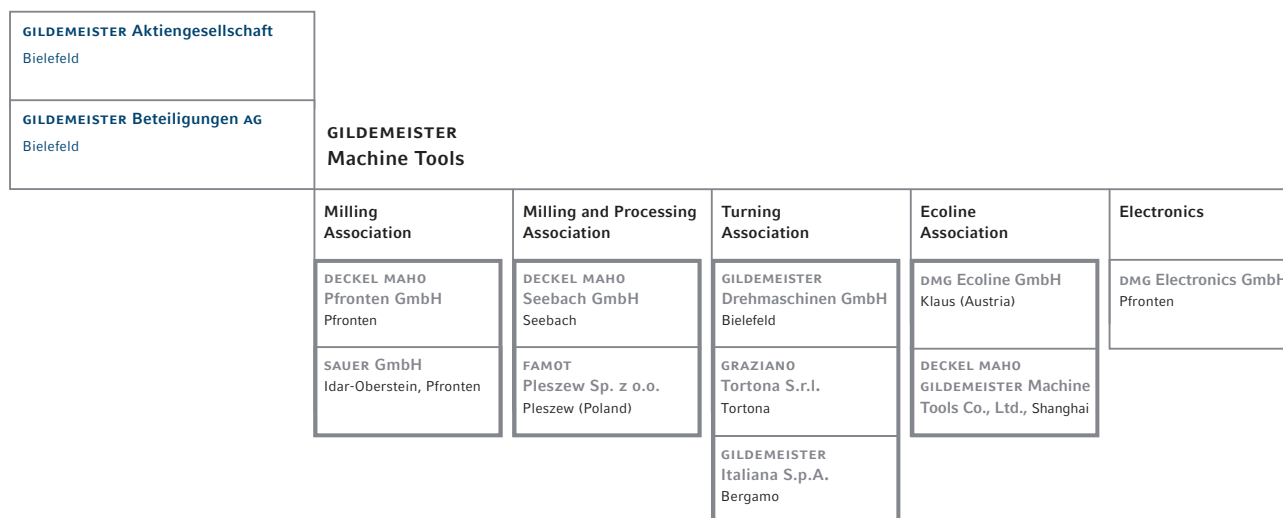 GILDEMEISTER Aktiengesellschaft
Bielefeld
GILDEMEISTER Beteiligungen AG
Bielefeld
GILDEMEISTER
Machine Tools
Milling
Association
DECKEL MAHO
Pfronten GmbH
Pfronten
SAUER GmbH
Idar-Oberstein, Pfronten
Milling and Processing
Association
DECKEL MAHO
Seebach GmbH
Seebach
FAMOT
Pleszew Sp. z o.o.
Pleszew (Poland)
Turning
Association
GILDEMEISTER
Drehmaschinen GmbH
Bielefeld
GRAZIANO
Tortona S.r.l.
Tortona
GILDEMEISTER
Italiana S.p.A.
Bergamo
Ecoline
Association
DMG Ecoline GmbH
Klaus (Austria)
DECKEL MAHO
GILDEMEISTER Machine
Tools Co., Ltd., Shanghai
Electronics
DMG Electronics GmbH
Pfronten